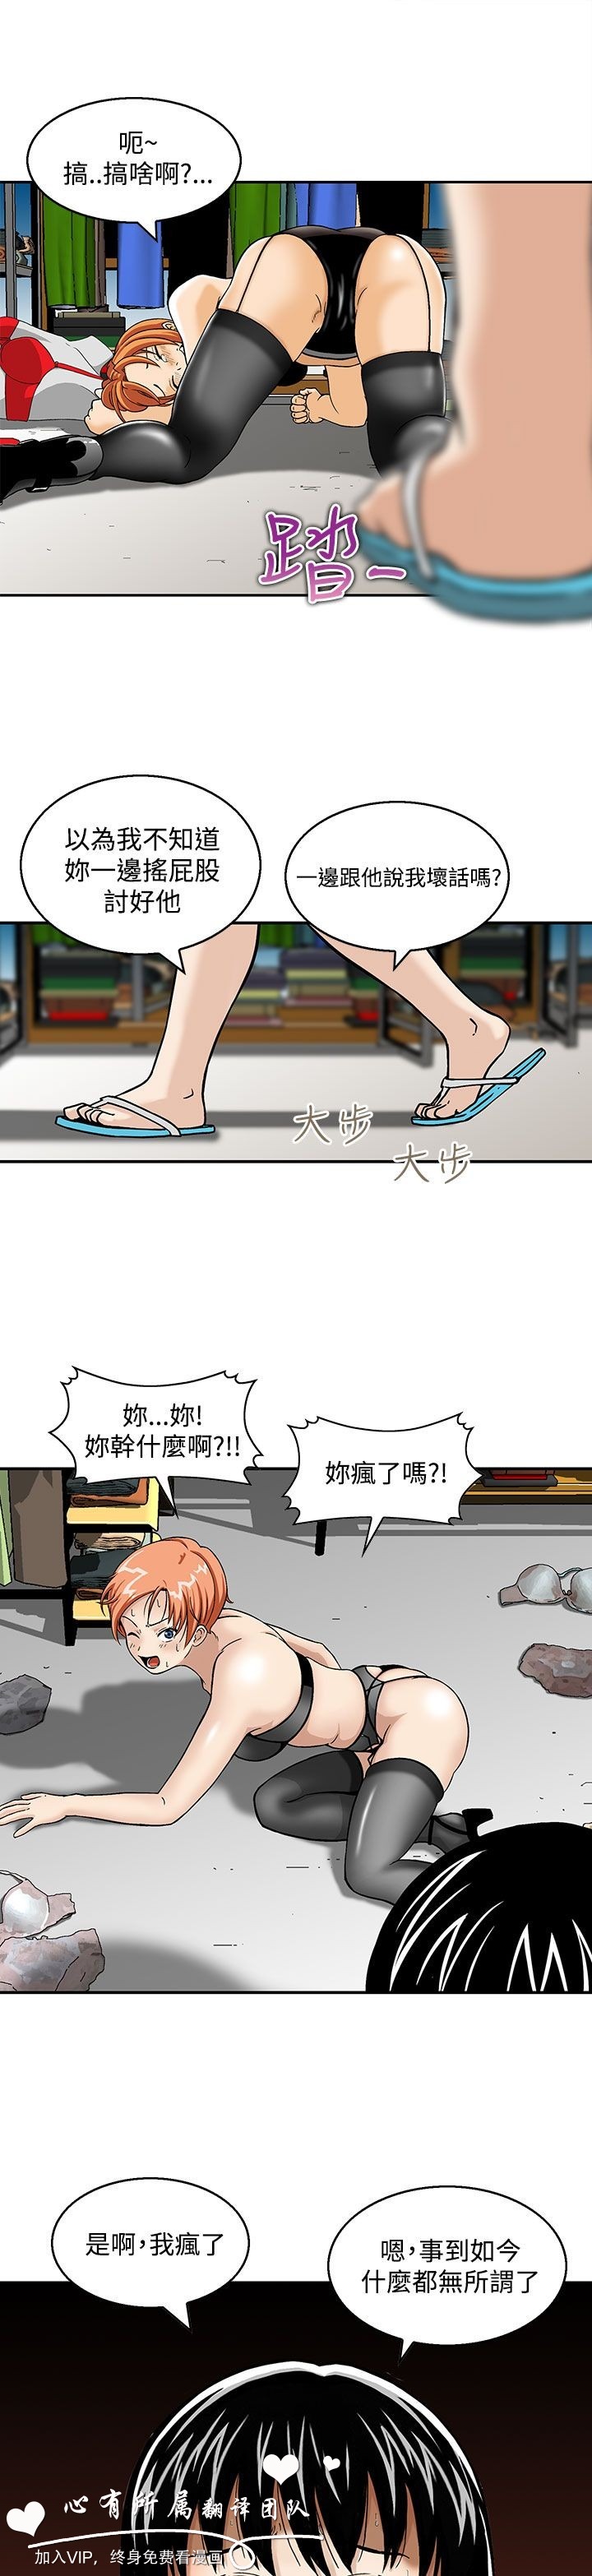 呃~
搞..搞啥啊?...
踏
以為我不知道
妳一邊搖屁股
討好他
一邊跟他說我壞話嗎?
大步
大步
妳...妳!
妳幹什麼啊?!!
妳瘋了嗎?!
是啊,我瘋了
嗯,事到如今
什麼都無所謂了
心有所属翻译团队
加入VIP，终身免费看漫画